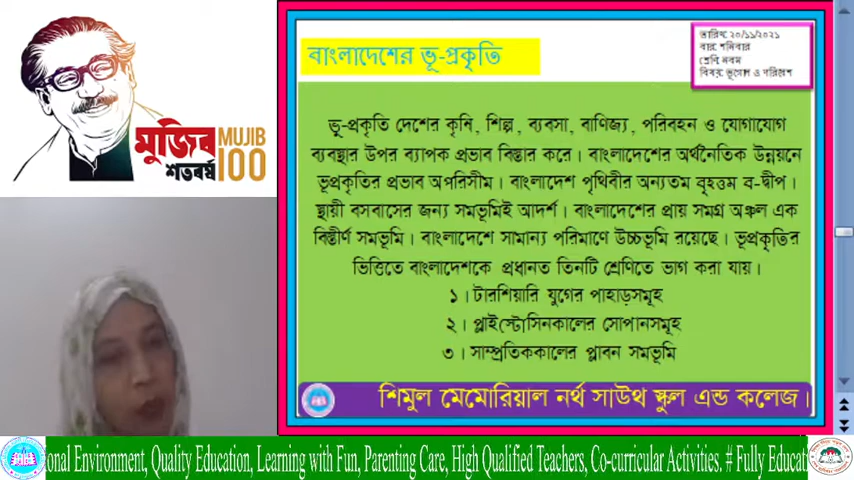 তারিখ: ২০/১১/২০২১
বার: শনিবার
শ্রেণি নবম
বিষয়: ভূগোল ও পরিবেশ
বাংলাদেশের ভূ-প্রকৃতি
মুজিব
শতবর্ষ
MUJIB
100
ভূ-প্রকৃতি দেশের কৃষি, শিল্প, ব্যবসা, বাণিজ্য, পরিবহন ও যোগাযোগ
ব্যবস্থার উপর ব্যাপক প্রভাব বিস্তার করে। বাংলাদেশের অর্থনৈতিক উন্নয়নে
ভূপ্রকৃতির প্রভাব অপরিসীম। বাংলাদেশ পৃথিবীর অন্যতম বৃহত্তম ব-দ্বীপ।
স্থায়ী বসবাসের জন্য সমভূমিই আদর্শ। বাংলাদেশের প্রায় সমগ্র অঞ্চল এক
বিস্তীর্ণ সমভূমি। বাংলাদেশে সামান্য পরিমাণে উচ্চভূমি রয়েছে। ভূপ্রকৃতির
ভিত্তিতে বাংলাদেশকে প্রধানত তিনটি শ্রেণিতে ভাগ করা যায়।
১। টারশিয়ারি যুগের পাহাড়সমূহ
২। প্লাইস্টোসিনকালের সোপানসমূহ
৩। সাম্প্রতিককালের প্লাবন সমভূমি
শিমুল মেমোরিয়াল নর্থ সাউথ স্কুল এন্ড কলেজ।
onal Environment, Quality Education, Learning with Fun, Parenting Care, High Qualified Teachers, Co-curricular Activities. # Fully Educat